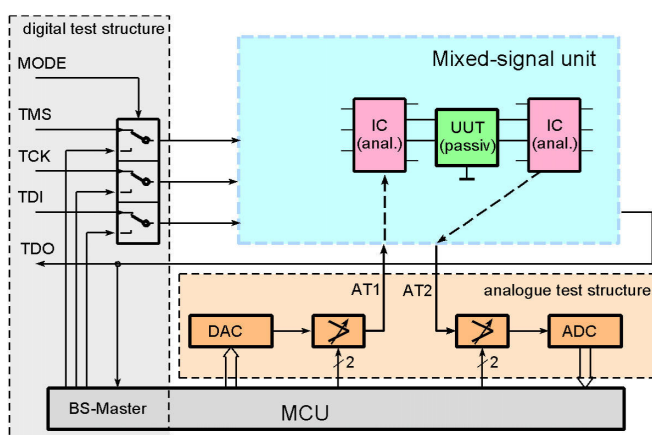 digital test structure
MODE
TMS
TCK
TDI
TDO
Mixed-signal unit
IC
(anal.)
UUT
(passiv)
IC
(anal.)
AT1
AT2
analogue test structure
DAC
ADC
2
2
BS-Master
MCU